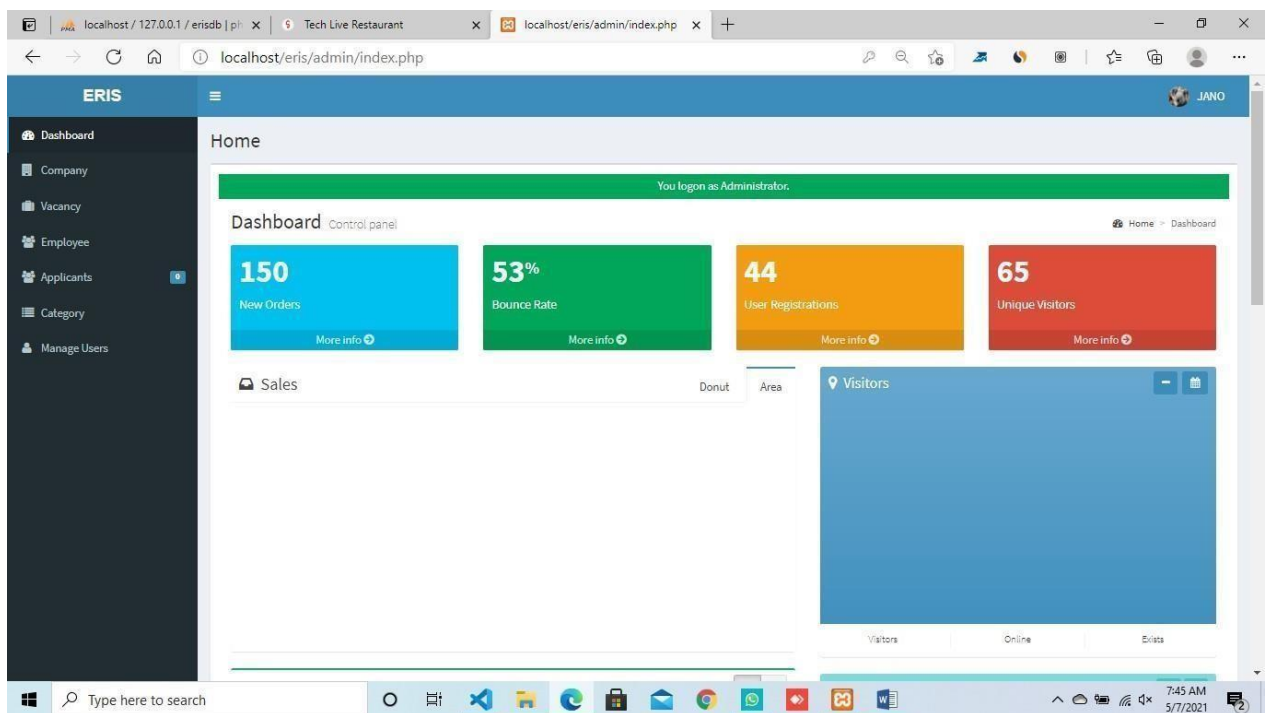 localhost / 127.0.0.1 / erisdb | ph
Tech Live Restaurant
localhost/eris/admin/index.php
localhost/eris/admin/index.php
ERIS
JANO
Dashboard
Company
Vacancy
Employee
Applicants 0
Category
Manage Users
Home
You logon as Administrator.
Dashboard Control panel
Home > Dashboard
150
New Orders
More info
53%
Bounce Rate
More info
44
User Registrations
More info
65
Unique Visitors
More info
Sales
Donut
Area
Visitors
Visitors
Online
Exists
Type here to search
7:45 AM
5/7/2021
2